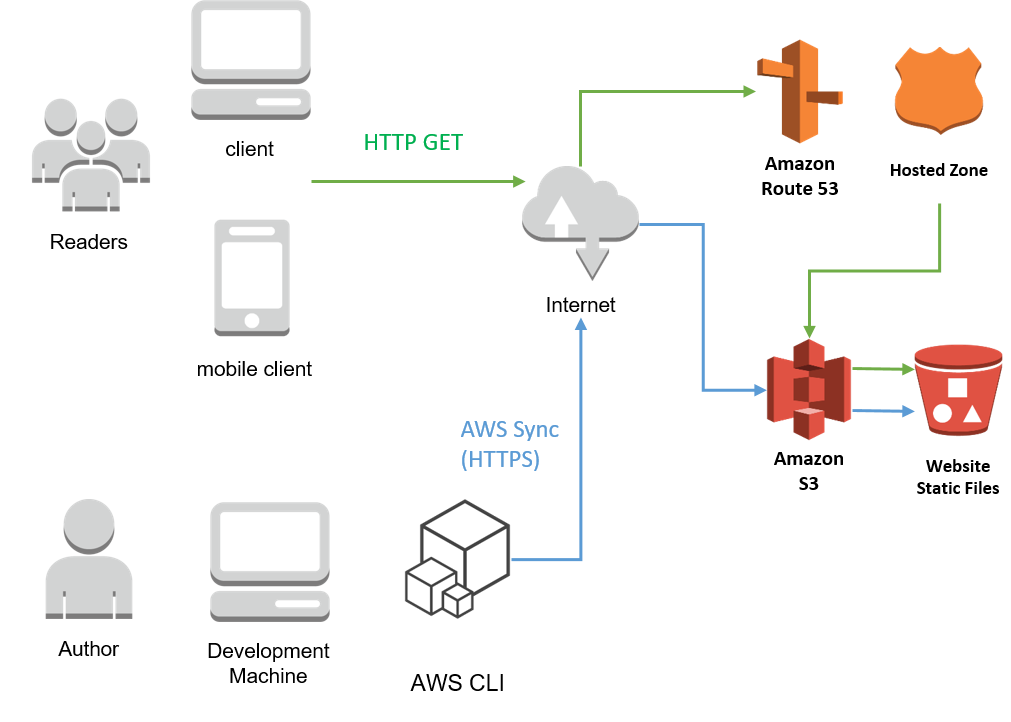 client
HTTP GET
Readers
mobile client
Internet
Amazon
Route 53
Hosted Zone
AWS Sync
(HTTPS)
Amazon
S3
Website
Static Files
Author
Development
Machine
AWS CLI